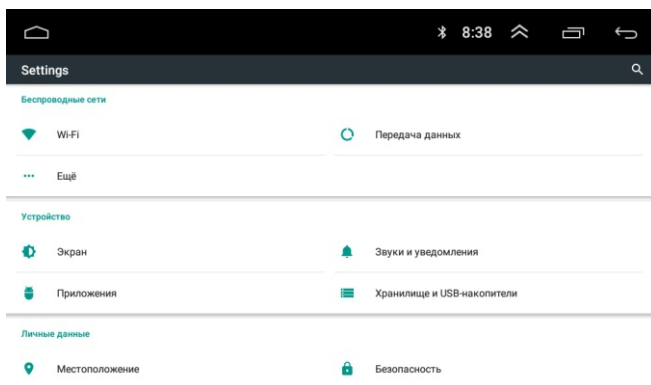 8:38
Settings
Беспроводные сети
Wi-Fi
Передача данных
Ещё
Устройство
Экран
Звуки и уведомления
Приложения
Хранилище и USB-накопители
Личные данные
Местоположение
Безопасность